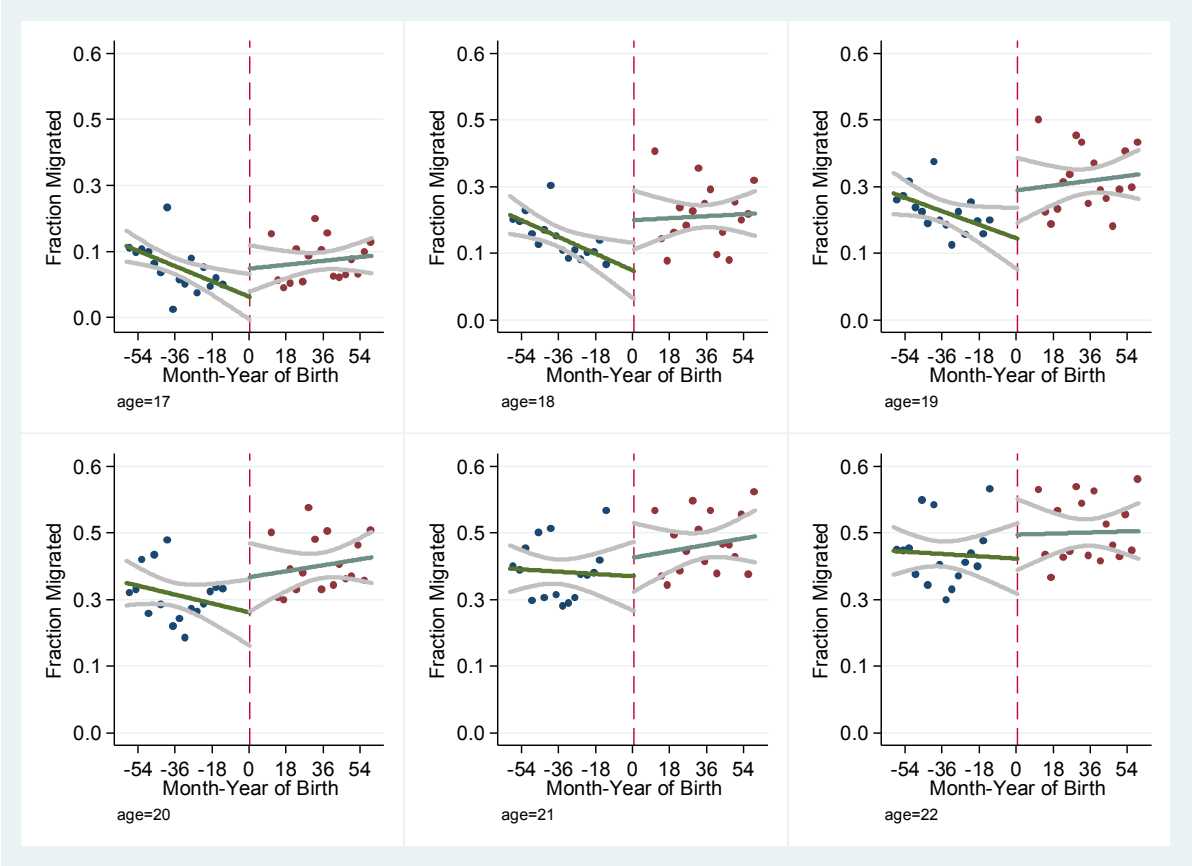 0.6
0.5
0.3
0.1
0.0
Fraction Migrated
-54 -36 -18 0 18 36 54
Month-Year of Birth
age=17
0.6
0.5
0.3
0.1
0.0
Fraction Migrated
-54 -36 -18 0 18 36 54
Month-Year of Birth
age=18
0.6
0.5
0.3
0.1
0.0
Fraction Migrated
-54 -36 -18 0 18 36 54
Month-Year of Birth
age=19
0.6
0.5
0.3
0.1
0.0
Fraction Migrated
-54 -36 -18 0 18 36 54
Month-Year of Birth
age=20
0.6
0.5
0.3
0.1
0.0
Fraction Migrated
-54 -36 -18 0 18 36 54
Month-Year of Birth
age=21
0.6
0.5
0.3
0.1
0.0
Fraction Migrated
-54 -36 -18 0 18 36 54
Month-Year of Birth
age=22